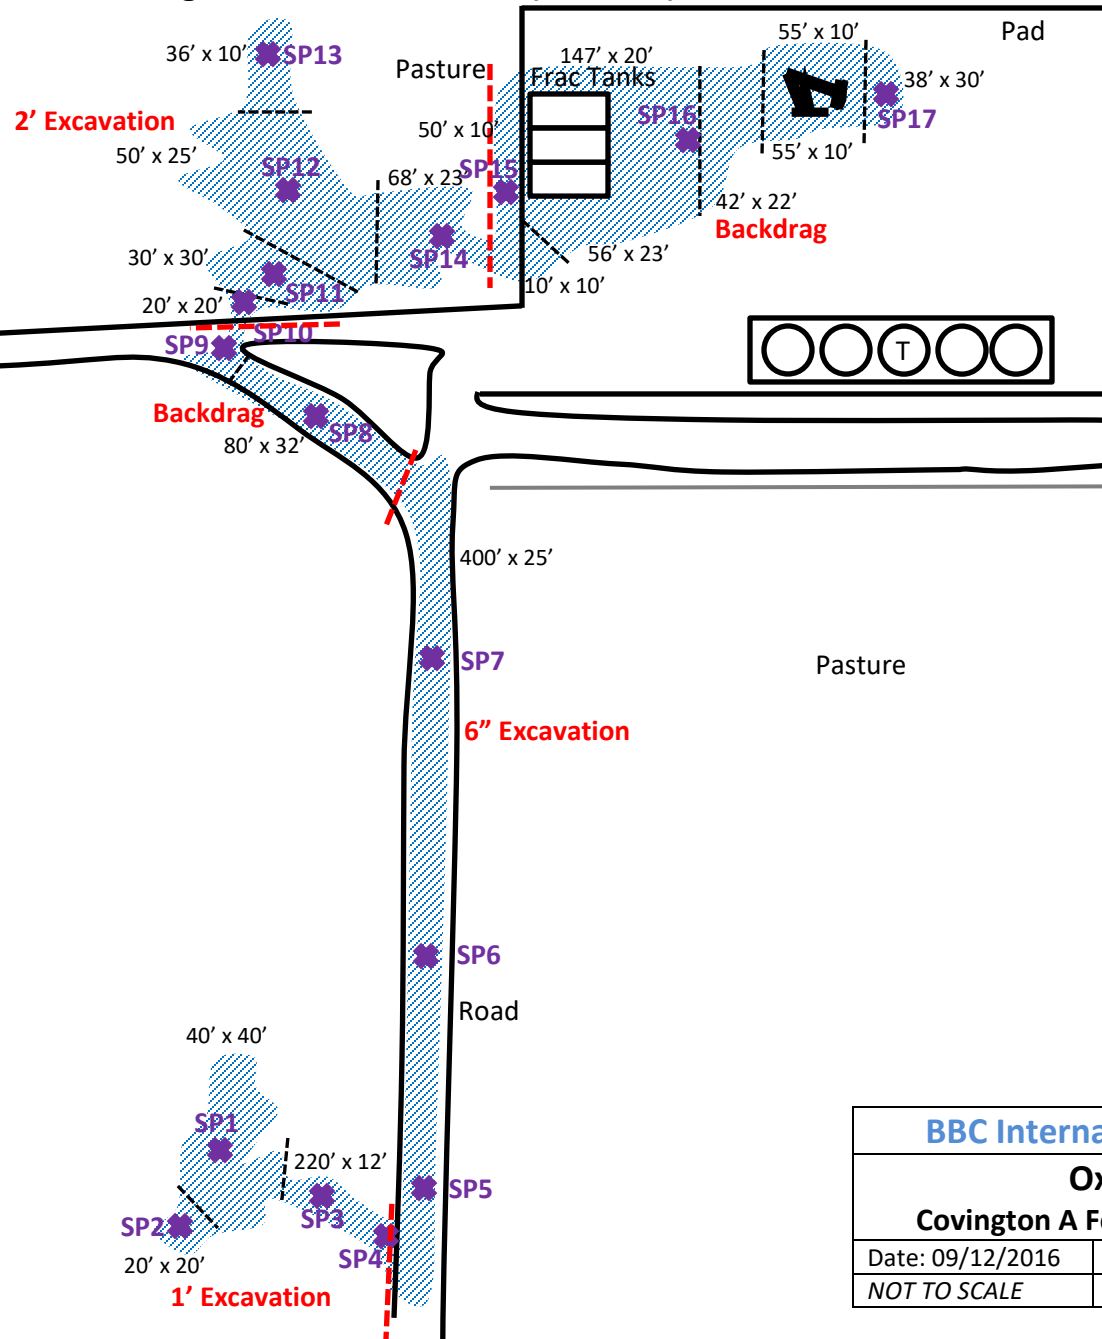 36’ x 10’
SP13
Pasture
147’ x 20’
Frac Tanks
55’ x 10’
Pad
38’ x 30’
2’ Excavation
50’ x 10’
SP16
SP17
50’ x 25’
SP12
68’ x 23’
SP15
55’ x 10’
42’ x 22’
Backdrag
30’ x 30’
SP14
56’ x 23’
SP11
10’ x 10’
20’ x 20’
SP10
SP9
T
Backdrag
SP8
80’ x 32’
400’ x 25’
SP7
Pasture
6” Excavation
SP6
Road
40’ x 40’
SP1
220’ x 12’
SP5
SP3
SP2
SP4
20’ x 20’
1’ Excavation
BBC Interna
Ox
Covington A Fe
Date: 09/12/2016
NOT TO SCALE